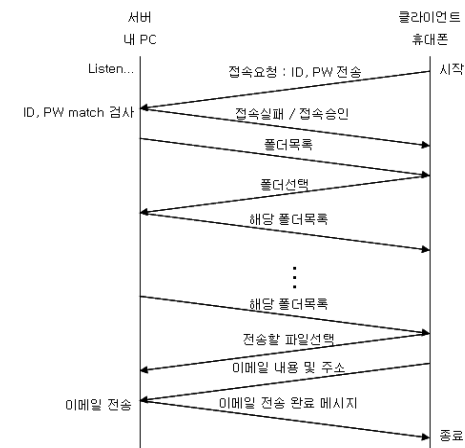 서버
내 PC
클라이언트
휴대폰
Listen...
접속요청 : ID, PW 전송
시작
ID, PW match 검사
접속실패 / 접속승인
폴더목록
폴더선택
해당 폴더목록
⋮
해당 폴더목록
전송할 파일선택
이메일 내용 및 주소
이메일 전송
이메일 전송 완료 메시지
종료